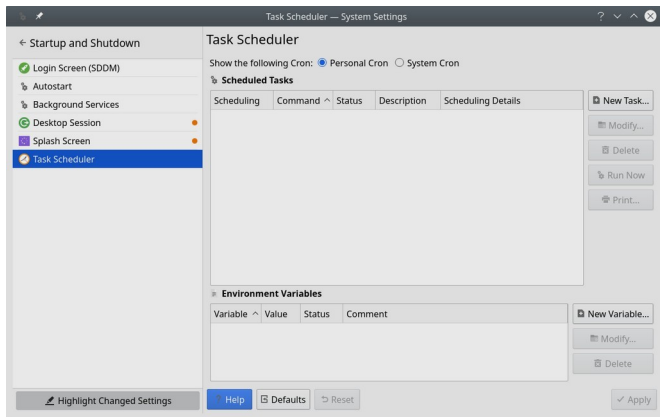 Task Scheduler — System Settings
Startup and Shutdown
Login Screen (SDDM)
Autostart
Background Services
Desktop Session
Splash Screen
Task Scheduler
Highlight Changed Settings
Task Scheduler
Show the following Cron: Personal Cron System Cron
Scheduled Tasks
Scheduling Command Status Description Scheduling Details
New Task...
Modify...
Delete
Run Now
Print...
Environment Variables
Variable Value Status Comment
New Variable...
Modify...
Delete
Help Defaults Reset Apply